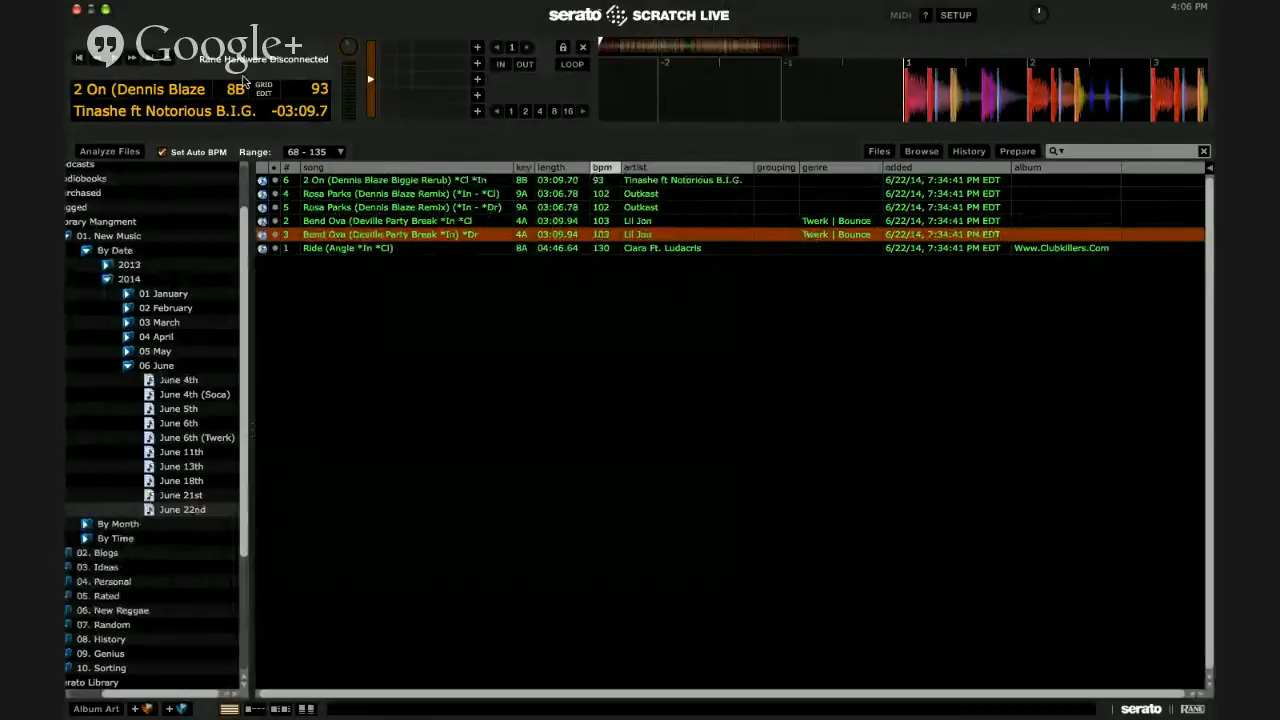 4:06 PM
serato SCRATCH LIVE
MIDI ? SETUP
Google+
Rane Hardware Disconnected
1
IN OUT LOOP
1 2 4 8 16
-2 -1 1 2 3
2 On (Dennis Blaze 8B GRID EDIT 93
Tinashe ft Notorious B.I.G. -03:09.7
Analyze Files Set Auto BPM Range: 68 - 135
Files Browse History Prepare
# song key length bpm artist grouping genre added album
6 2 On (Dennis Blaze Biggie Rerub) *Cl *In 8B 03:09.70 93 Tinashe ft Notorious B.I.G. 6/22/14, 7:34:41 PM EDT
4 Rosa Parks (Dennis Blaze Remix) (*In - *Cl) 9A 03:06.78 102 Outkast 6/22/14, 7:34:41 PM EDT
5 Rosa Parks (Dennis Blaze Remix) (*In - *Dr) 9A 03:06.78 102 Outkast 6/22/14, 7:34:41 PM EDT
2 Bend Ova (Deville Party Break *In *Cl 4A 03:09.94 103 Lil Jon Twerk | Bounce 6/22/14, 7:34:41 PM EDT
3 Bend Ova (Deville Party Break *In) *Dr 4A 03:09.94 103 Lil Jon Twerk | Bounce 6/22/14, 7:34:41 PM EDT
1 Ride (Angle *In *Cl) 8A 04:46.64 130 Ciara Ft. Ludacris 6/22/14, 7:34:41 PM EDT Www.Clubkillers.Com
odcasts
udiobooks
urchased
gged
brary Mangment
01. New Music
By Date
2013
2014
01 January
02 February
03 March
04 April
05 May
06 June
June 4th
June 4th (Soca)
June 5th
June 6th
June 6th (Twerk)
June 11th
June 13th
June 18th
June 21st
June 22nd
By Month
By Time
02. Blogs
03. Ideas
04. Personal
05. Rated
06. New Reggae
07. Random
08. History
09. Genius
10. Sorting
erato Library
Album Art
serato RANE